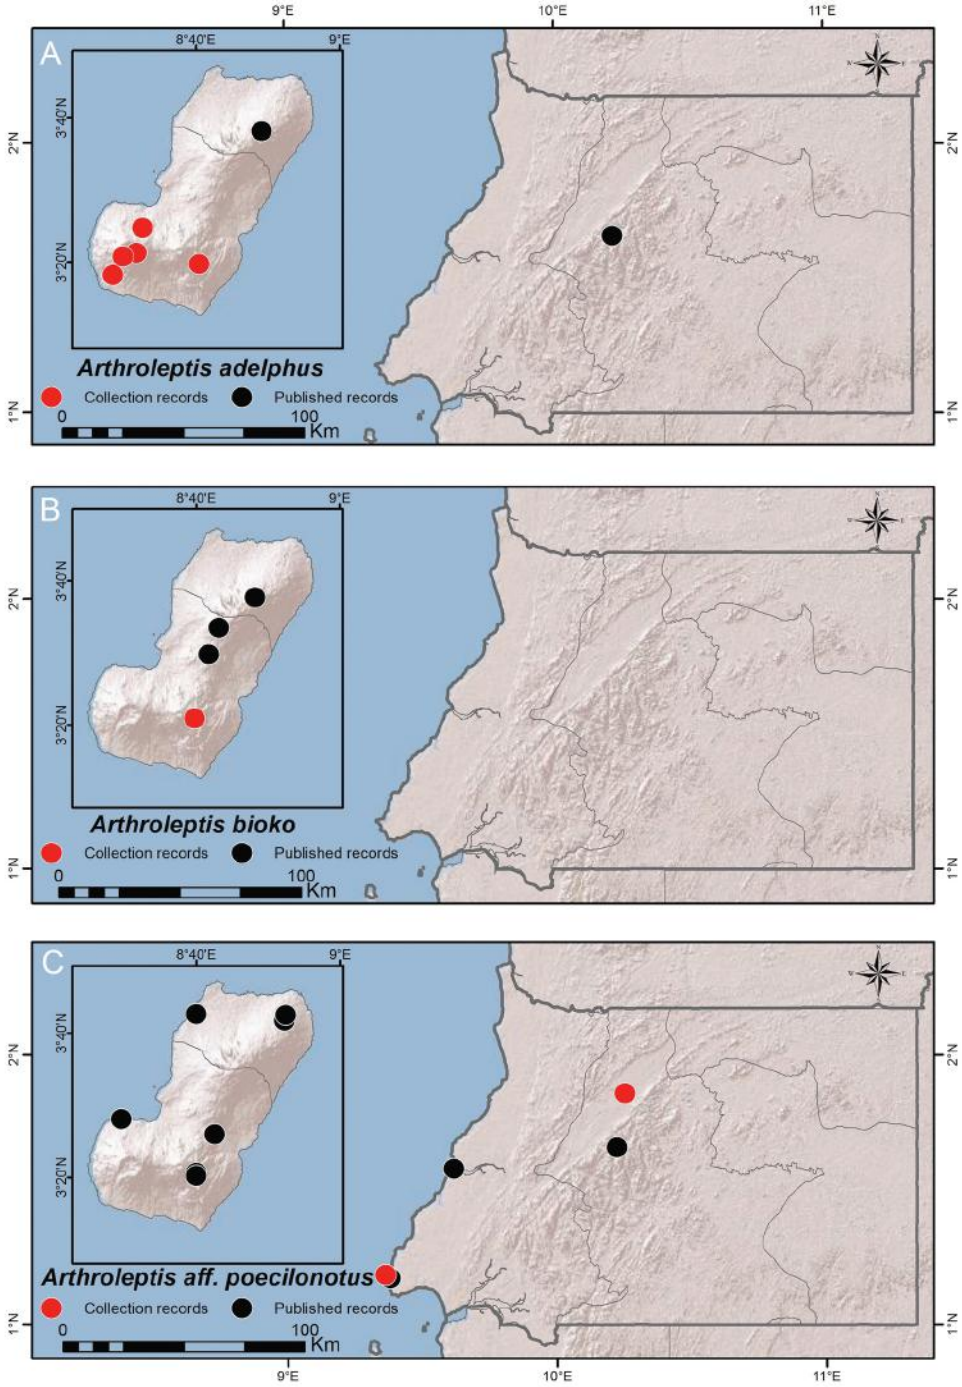 9°E 10°E 11°E
A
8°40'E 9°E
3°40'N
3°20'N
2°N 2°N
1°N 1°N
N
Arthroleptis adelphus
Collection records Published records
0 100
Km
B
8°40'E 9°E
3°40'N
3°20'N
2°N 2°N
1°N 1°N
N
Arthroleptis bioko
Collection records Published records
0 100
Km
C
8°40'E 9°E
3°40'N
3°20'N
2°N 2°N
1°N 1°N
N
Arthroleptis aff. poecilonotus
Collection records Published records
0 100
Km
9°E 10°E 11°E